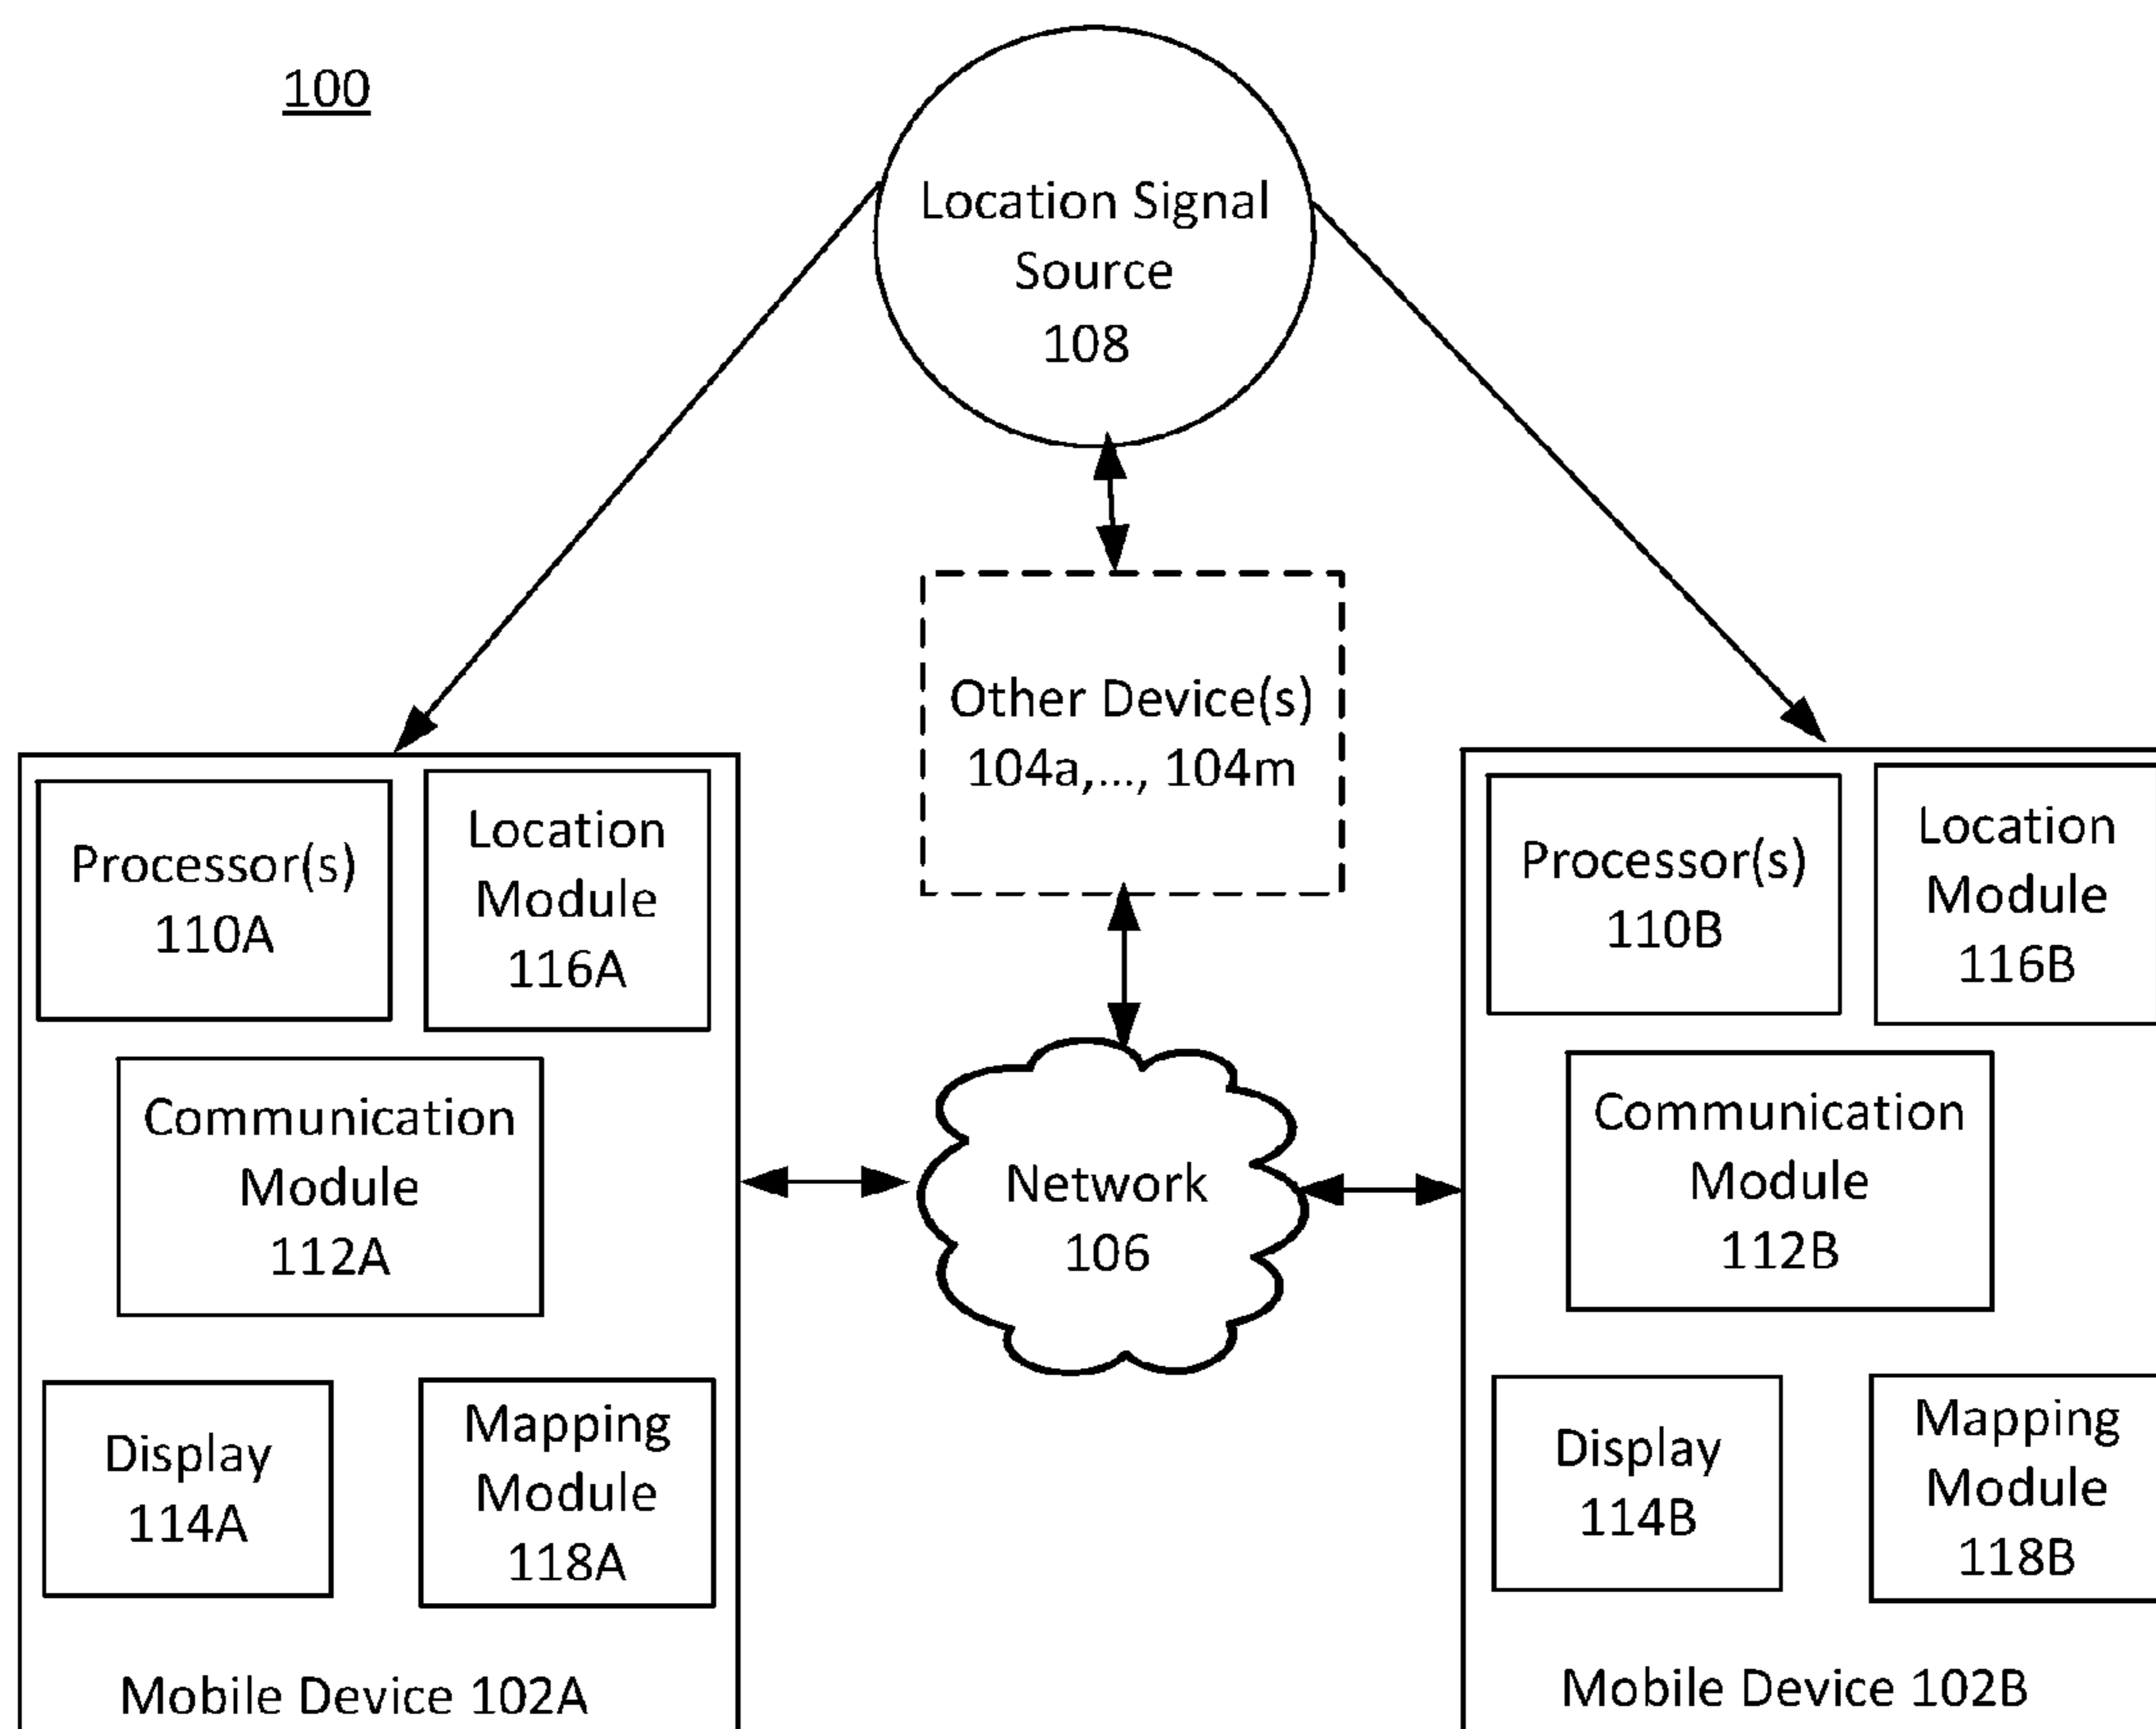 100
Location Signal
Source
108
Other Device(s)
104a,..., 104m
Processor(s)
110A
Location
Module
116A
Communication
Module
112A
Display
114A
Mapping
Module
118A
Mobile Device 102A
Network
106
Processor(s)
110B
Location
Module
116B
Communication
Module
112B
Display
114B
Mapping
Module
118B
Mobile Device 102B